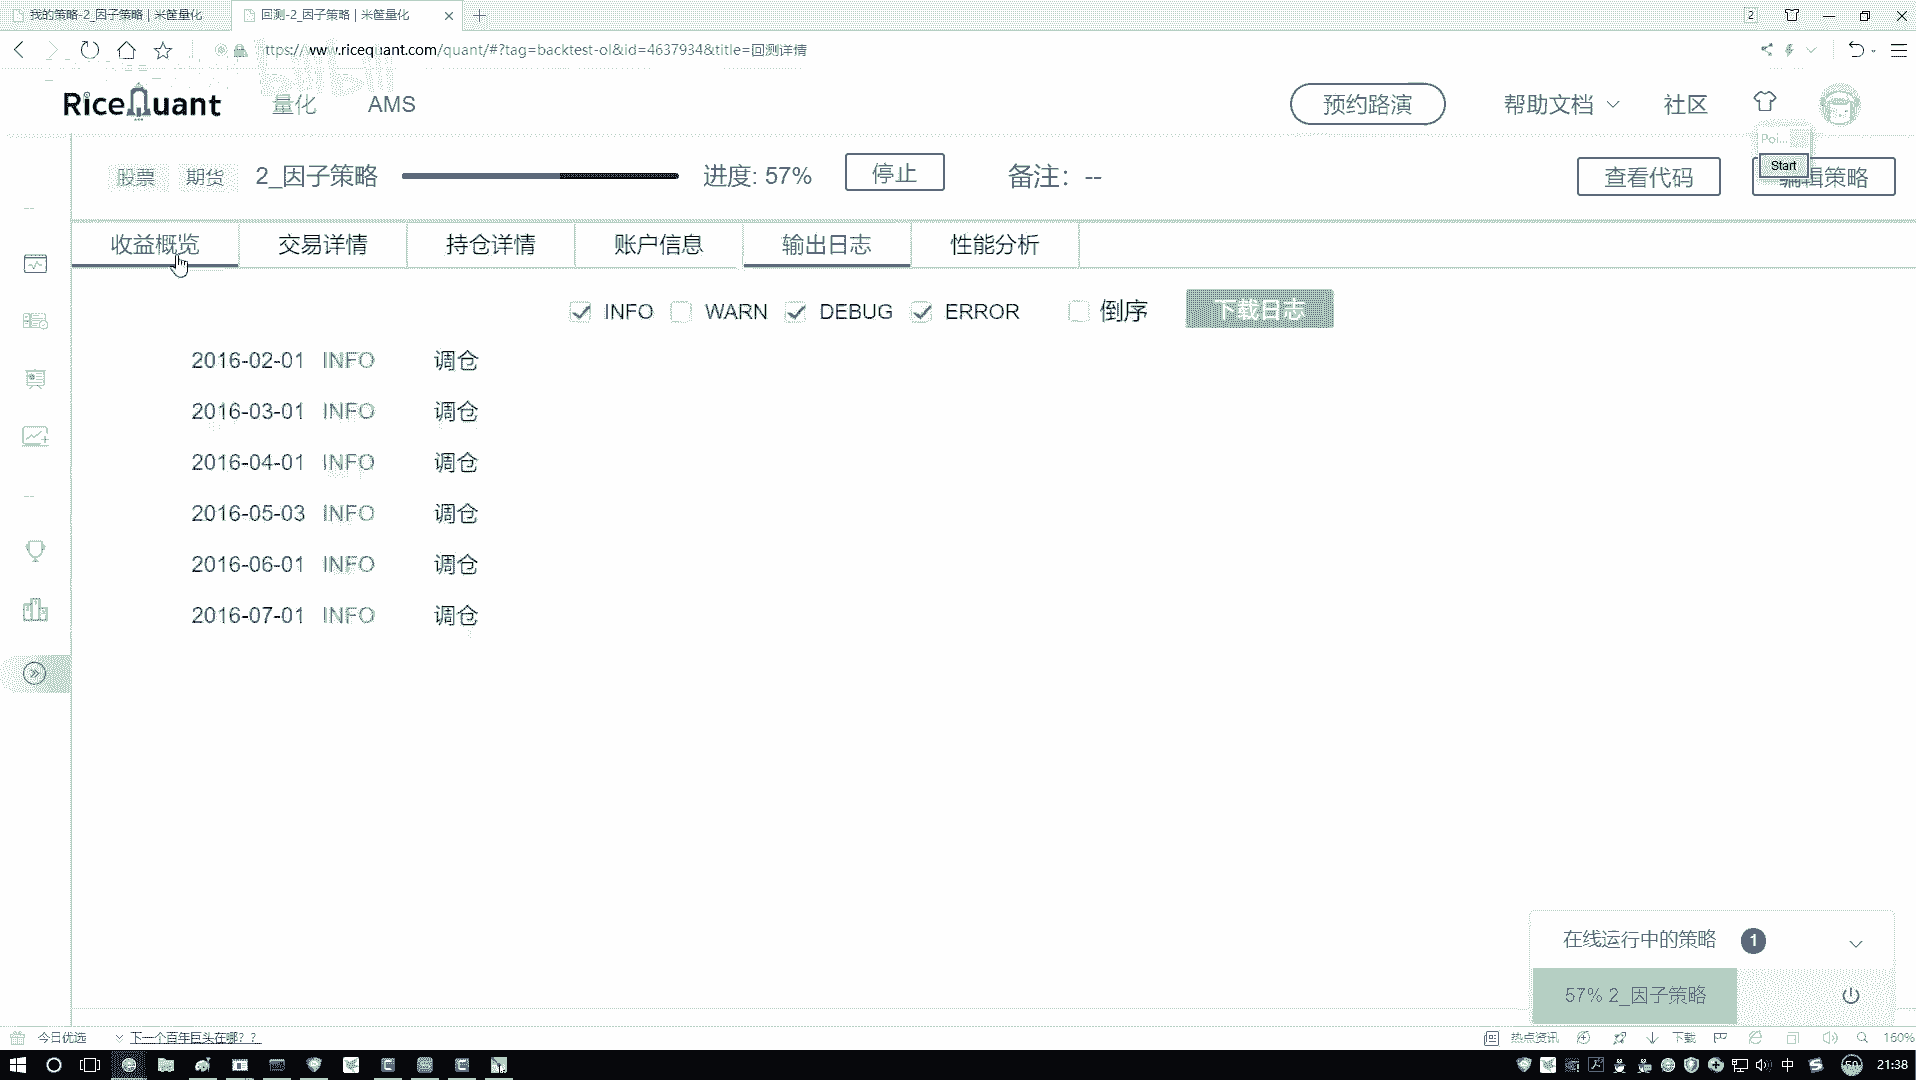 我的策略-2_因子策略 | 米筐量化
回测-2_因子策略 | 米筐量化
2
ttps://www.ricequant.com/quant/#?tag=backtest-ol&id=4637934&title=回测详情
bilibili
RiceQuant 量化 AMS 预约路演 帮助文档 社区
Poi...
Start
股票 期货 2_因子策略 进度: 57% 停止 备注: -- 查看代码 编辑策略
收益概览 交易详情 持仓详情 账户信息 输出日志 性能分析
INFO WARN DEBUG ERROR 倒序 下载日志
2016-02-01 INFO 调仓
2016-03-01 INFO 调仓
2016-04-01 INFO 调仓
2016-05-03 INFO 调仓
2016-06-01 INFO 调仓
2016-07-01 INFO 调仓
在线运行中的策略 1
57% 2_因子策略
今日优选 下一个百年巨头在哪？？ 热点资讯 下载 160%
中 50 21:38